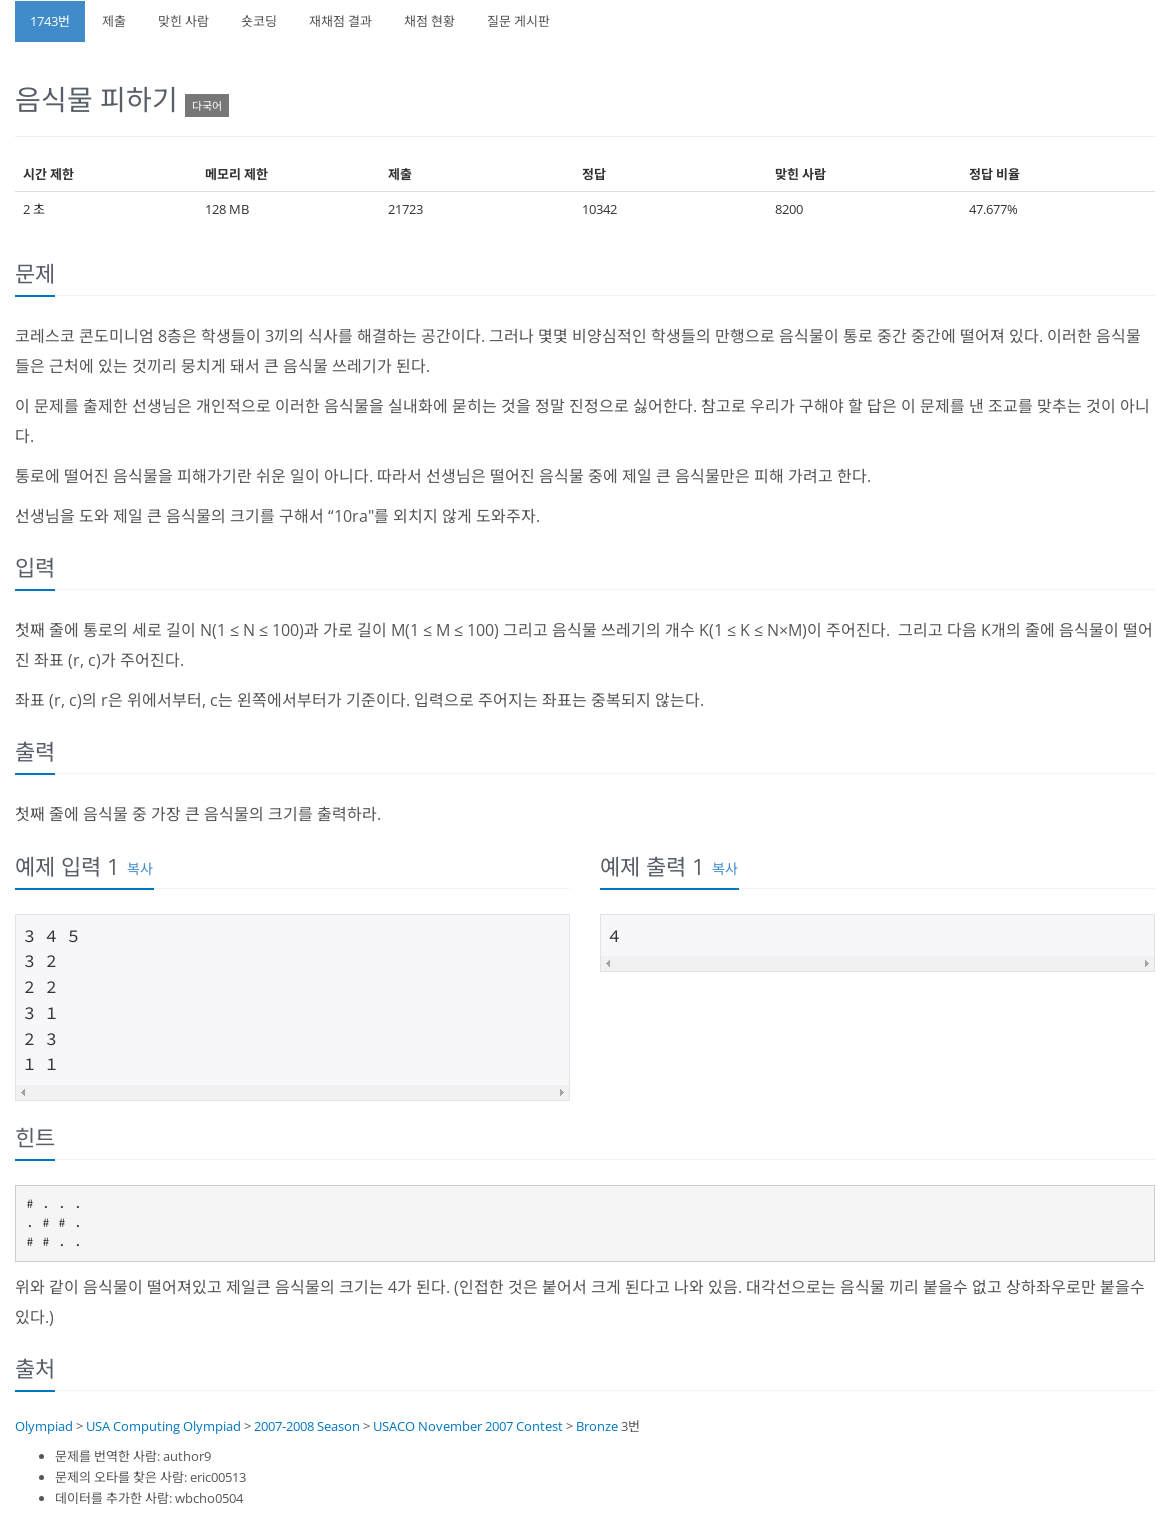 1743번 제출 맞힌 사람 숏코딩 재채점 결과 채점 현황 질문 게시판
음식물 피하기 다국어
시간 제한 메모리 제한 제출 정답 맞힌 사람 정답 비율
2 초 128 MB 21723 10342 8200 47.677%
문제
코레스코 콘도미니엄 8층은 학생들이 3끼의 식사를 해결하는 공간이다. 그러나 몇몇 비양심적인 학생들의 만행으로 음식물이 통로 중간 중간에 떨어져 있다. 이러한 음식물
들은 근처에 있는 것끼리 뭉치게 돼서 큰 음식물 쓰레기가 된다.
이 문제를 출제한 선생님은 개인적으로 이러한 음식물을 실내화에 묻히는 것을 정말 진정으로 싫어한다. 참고로 우리가 구해야 할 답은 이 문제를 낸 조교를 맞추는 것이 아니
다.
통로에 떨어진 음식물을 피해가기란 쉬운 일이 아니다. 따라서 선생님은 떨어진 음식물 중에 제일 큰 음식물만은 피해 가려고 한다.
선생님을 도와 제일 큰 음식물의 크기를 구해서 “10ra"를 외치지 않게 도와주자.
입력
첫째 줄에 통로의 세로 길이 N(1 ≤ N ≤ 100)과 가로 길이 M(1 ≤ M ≤ 100) 그리고 음식물 쓰레기의 개수 K(1 ≤ K ≤ N×M)이 주어진다.  그리고 다음 K개의 줄에 음식물이 떨어
진 좌표 (r, c)가 주어진다.
좌표 (r, c)의 r은 위에서부터, c는 왼쪽에서부터가 기준이다. 입력으로 주어지는 좌표는 중복되지 않는다.
출력
첫째 줄에 음식물 중 가장 큰 음식물의 크기를 출력하라.
예제 입력 1 복사
3 4 5
3 2
2 2
3 1
2 3
1 1
예제 출력 1 복사
4
힌트
# . . .
. # # .
# # . .
위와 같이 음식물이 떨어져있고 제일큰 음식물의 크기는 4가 된다. (인접한 것은 붙어서 크게 된다고 나와 있음. 대각선으로는 음식물 끼리 붙을수 없고 상하좌우로만 붙을수
있다.)
출처
Olympiad > USA Computing Olympiad > 2007-2008 Season > USACO November 2007 Contest > Bronze 3번
• 문제를 번역한 사람: author9
• 문제의 오타를 찾은 사람: eric00513
• 데이터를 추가한 사람: wbcho0504